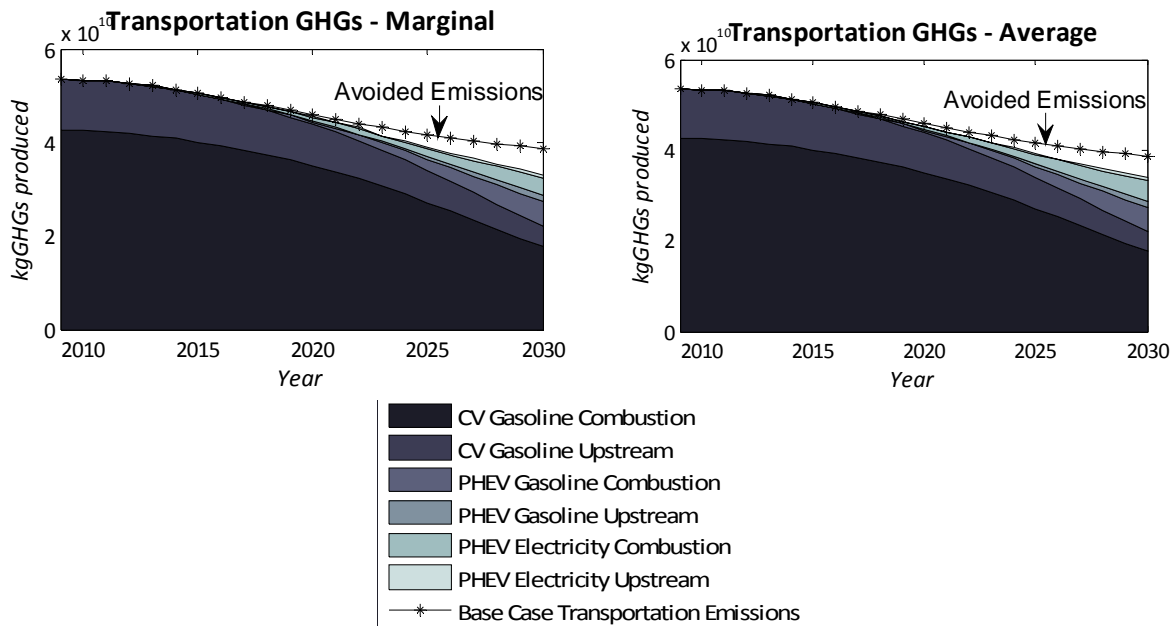 Transportation GHGs - Marginal
x 10^10
6
4
2
0
kgGHGs produced
Avoided Emissions
2010 2015 2020 2025 2030
Year
Transportation GHGs - Average
x 10^10
6
4
2
0
kgGHGs produced
Avoided Emissions
2010 2015 2020 2025 2030
Year
CV Gasoline Combustion
CV Gasoline Upstream
PHEV Gasoline Combustion
PHEV Gasoline Upstream
PHEV Electricity Combustion
PHEV Electricity Upstream
Base Case Transportation Emissions